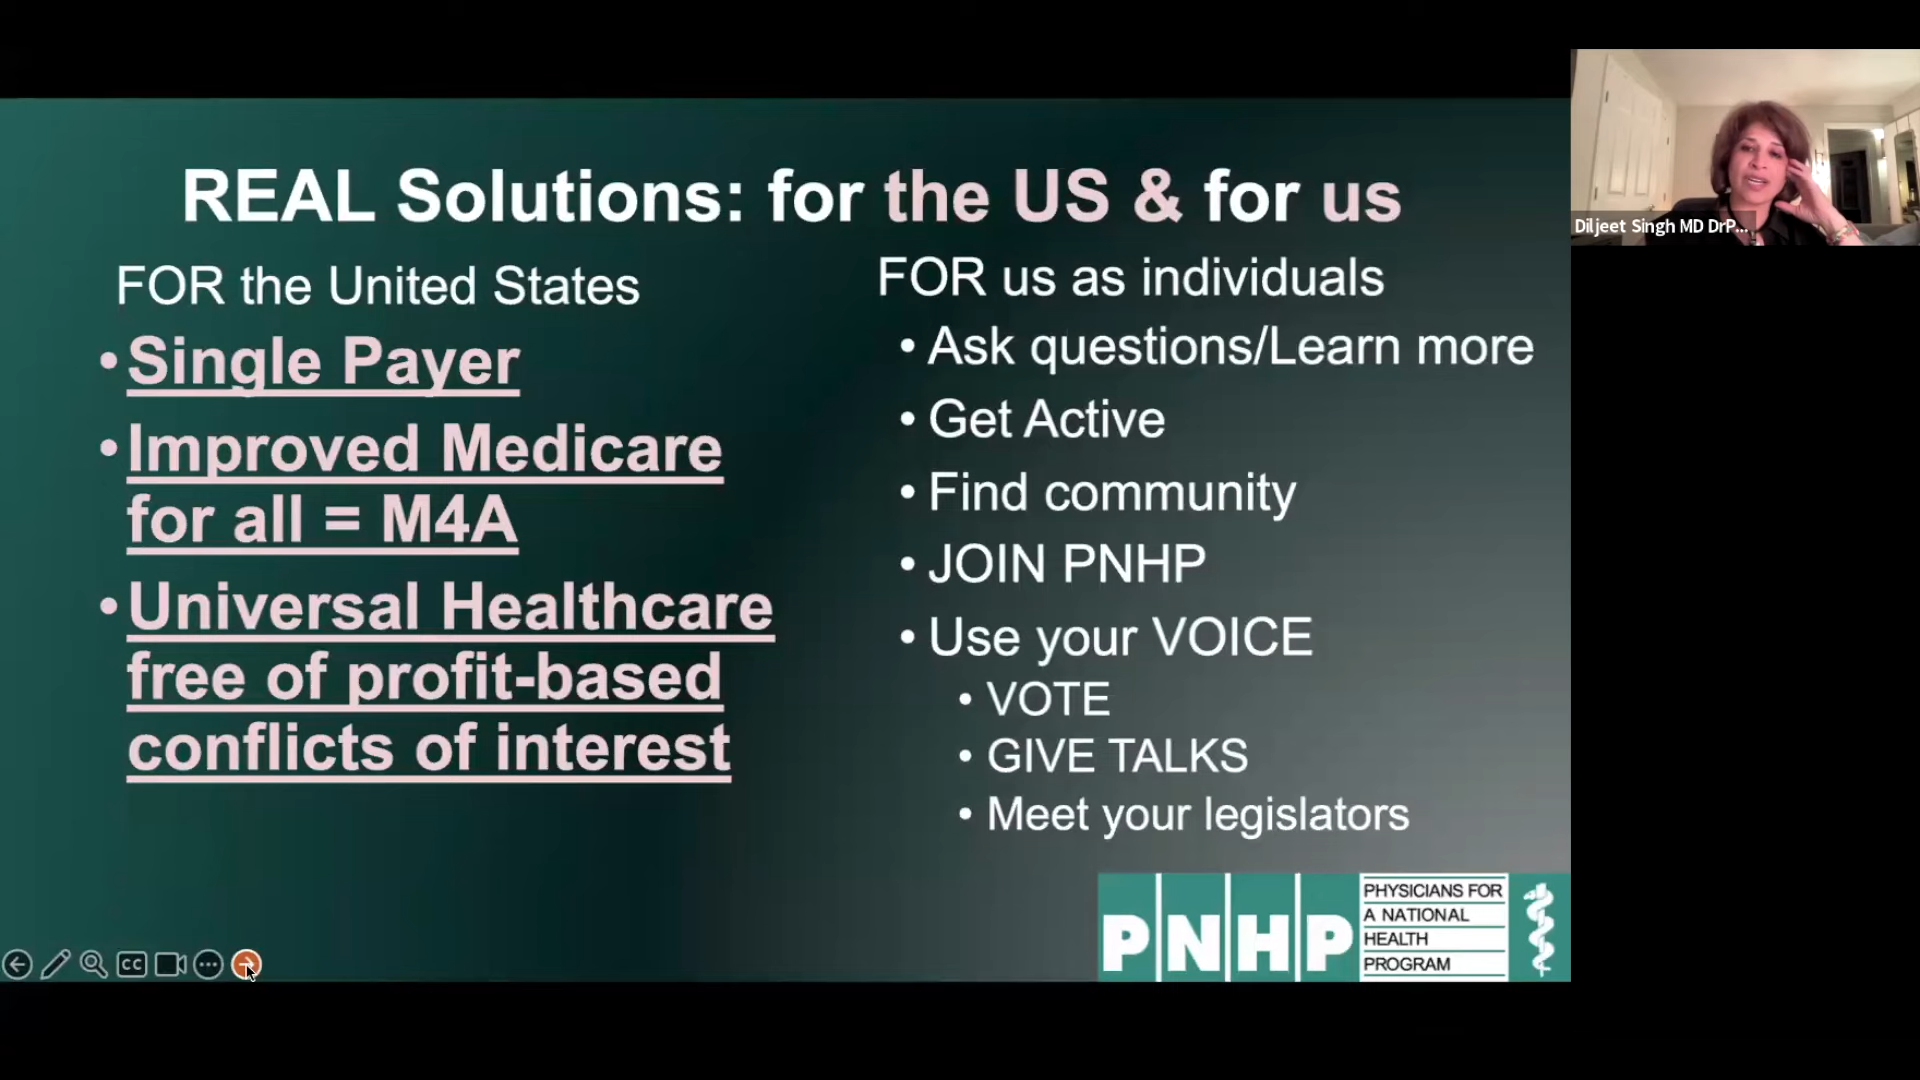 REAL Solutions: for the US & for us
FOR the United States
• Single Payer
• Improved Medicare
for all = M4A
• Universal Healthcare
free of profit-based
conflicts of interest
FOR us as individuals
• Ask questions/Learn more
• Get Active
• Find community
• JOIN PNHP
• Use your VOICE
• VOTE
• GIVE TALKS
• Meet your legislators
PNHP
PHYSICIANS FOR
A NATIONAL
HEALTH
PROGRAM
CC
Diljeet Singh MD DrP...